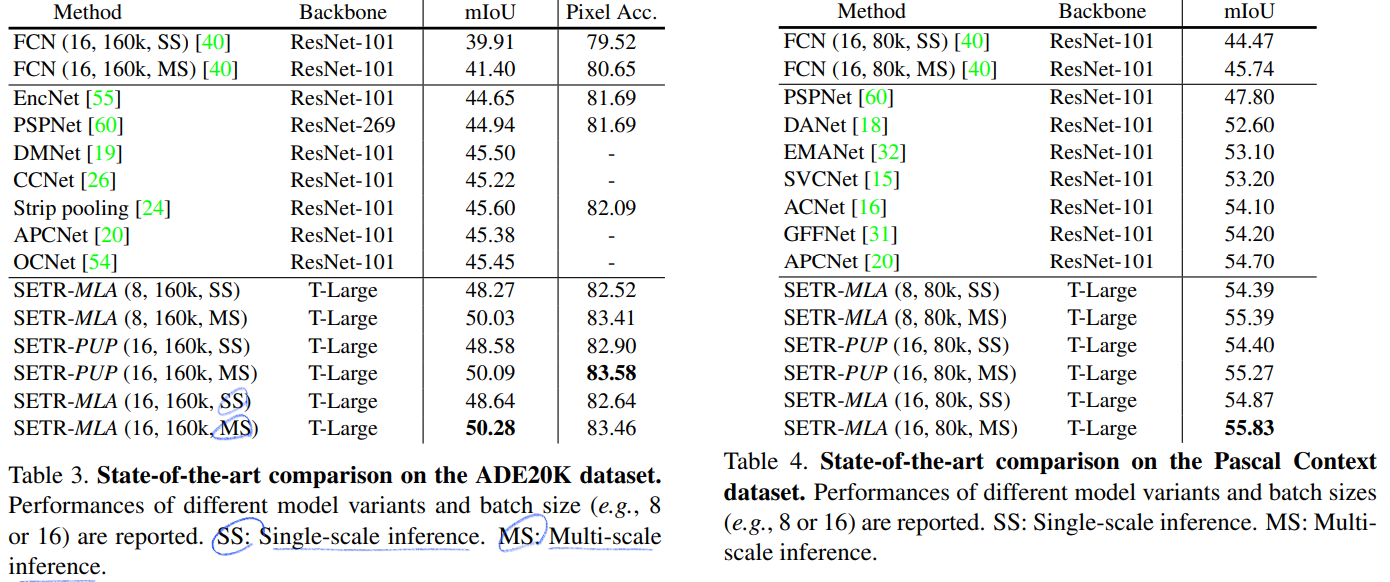 Method Backbone mIoU Pixel Acc.
FCN (16, 160k, SS) [40] ResNet-101 39.91 79.52
FCN (16, 160k, MS) [40] ResNet-101 41.40 80.65
EncNet [55] ResNet-101 44.65 81.69
PSPNet [60] ResNet-269 44.94 81.69
DMNet [19] ResNet-101 45.50 -
CCNet [26] ResNet-101 45.22 -
Strip pooling [24] ResNet-101 45.60 82.09
APCNet [20] ResNet-101 45.38 -
OCNet [54] ResNet-101 45.45 -
SETR-MLA (8, 160k, SS) T-Large 48.27 82.52
SETR-MLA (8, 160k, MS) T-Large 50.03 83.41
SETR-PUP (16, 160k, SS) T-Large 48.58 82.90
SETR-PUP (16, 160k, MS) T-Large 50.09 83.58
SETR-MLA (16, 160k, SS) T-Large 48.64 82.64
SETR-MLA (16, 160k, MS) T-Large 50.28 83.46
Table 3. State-of-the-art comparison on the ADE20K dataset.
Performances of different model variants and batch size (e.g., 8
or 16) are reported. SS: Single-scale inference. MS: Multi-scale
inference.
Method Backbone mIoU
FCN (16, 80k, SS) [40] ResNet-101 44.47
FCN (16, 80k, MS) [40] ResNet-101 45.74
PSPNet [60] ResNet-101 47.80
DANet [18] ResNet-101 52.60
EMANet [32] ResNet-101 53.10
SVCNet [15] ResNet-101 53.20
ACNet [16] ResNet-101 54.10
GFFNet [31] ResNet-101 54.20
APCNet [20] ResNet-101 54.70
SETR-MLA (8, 80k, SS) T-Large 54.39
SETR-MLA (8, 80k, MS) T-Large 55.39
SETR-PUP (16, 80k, SS) T-Large 54.40
SETR-PUP (16, 80k, MS) T-Large 55.27
SETR-MLA (16, 80k, SS) T-Large 54.87
SETR-MLA (16, 80k, MS) T-Large 55.83
Table 4. State-of-the-art comparison on the Pascal Context
dataset. Performances of different model variants and batch sizes
(e.g., 8 or 16) are reported. SS: Single-scale inference. MS: Multi-
scale inference.